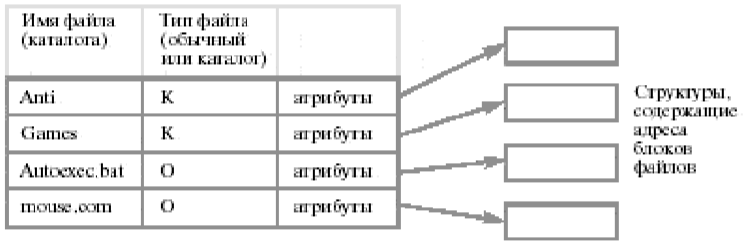 Имя файла
(каталога)
Тип файла
(обычный
или каталог)
Anti К атрибуты
Games К атрибуты
Autoexec.bat О атрибуты
mouse.com О атрибуты
Структуры,
содержащие
адреса
блоков
файлов